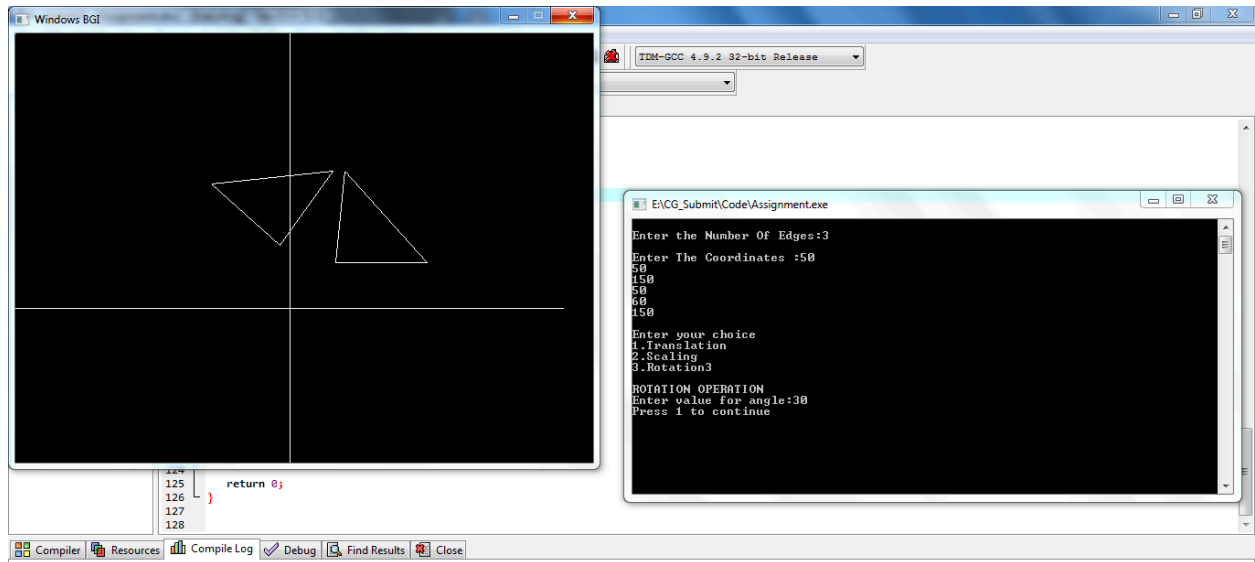 Windows BGI
TDM-GCC 4.9.2 32-bit Release
E:\CG_Submit\Code\Assignment.exe
Enter the Number Of Edges:3
Enter The Coordinates :50
50
150
50
60
150
Enter your choice
1.Translation
2.Scaling
3.Rotation3
ROTATION OPERATION
Enter value for angle:30
Press 1 to continue
124
125 return 0;
126 }
127
128
Compiler Resources Compile Log Debug Find Results Close